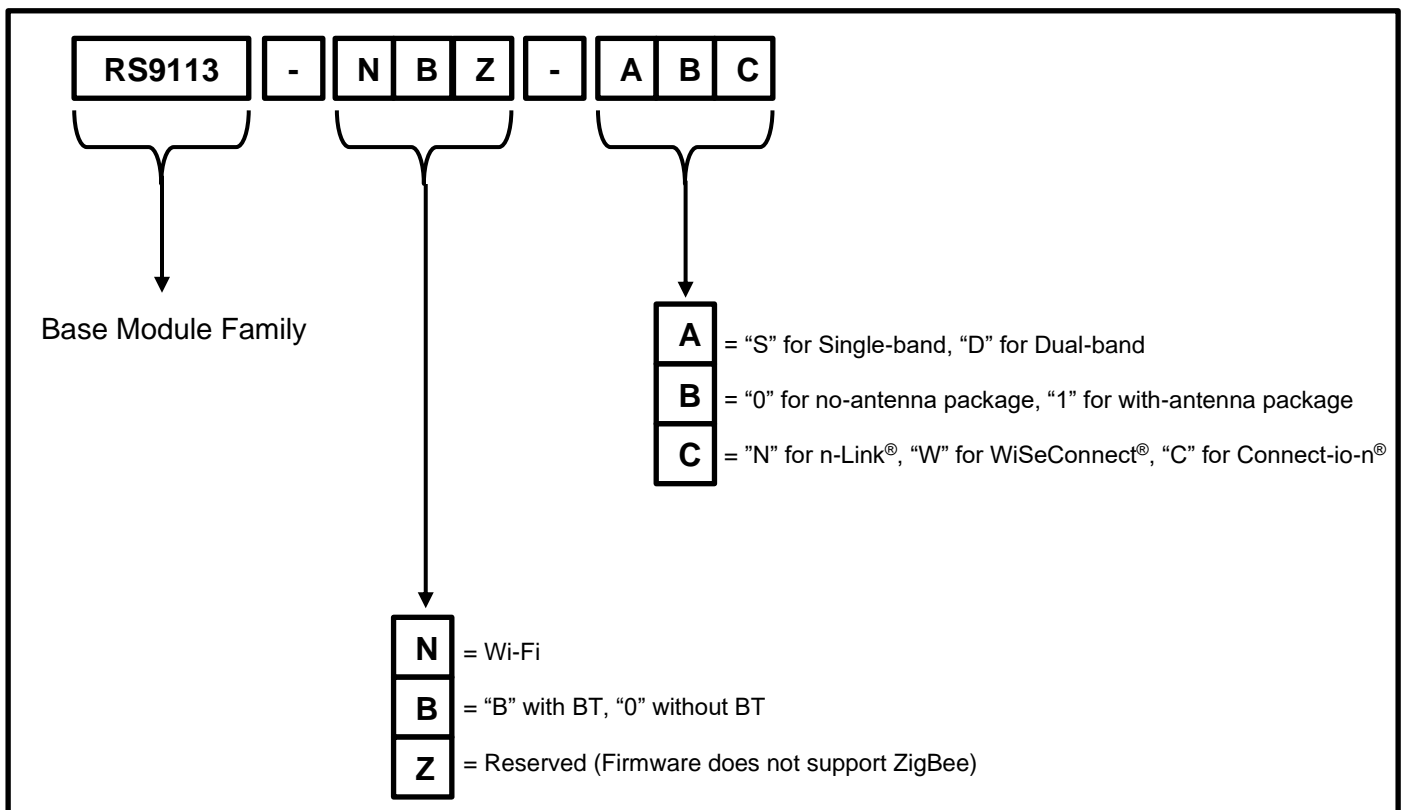 RS9113 - N B Z - A B C
Base Module Family
A = “S” for Single-band, “D” for Dual-band
B = “0” for no-antenna package, “1” for with-antenna package
C = ”N” for n-Link®, “W” for WiSeConnect®, “C” for Connect-io-n®
N = Wi-Fi
B = “B” with BT, “0” without BT
Z = Reserved (Firmware does not support ZigBee)